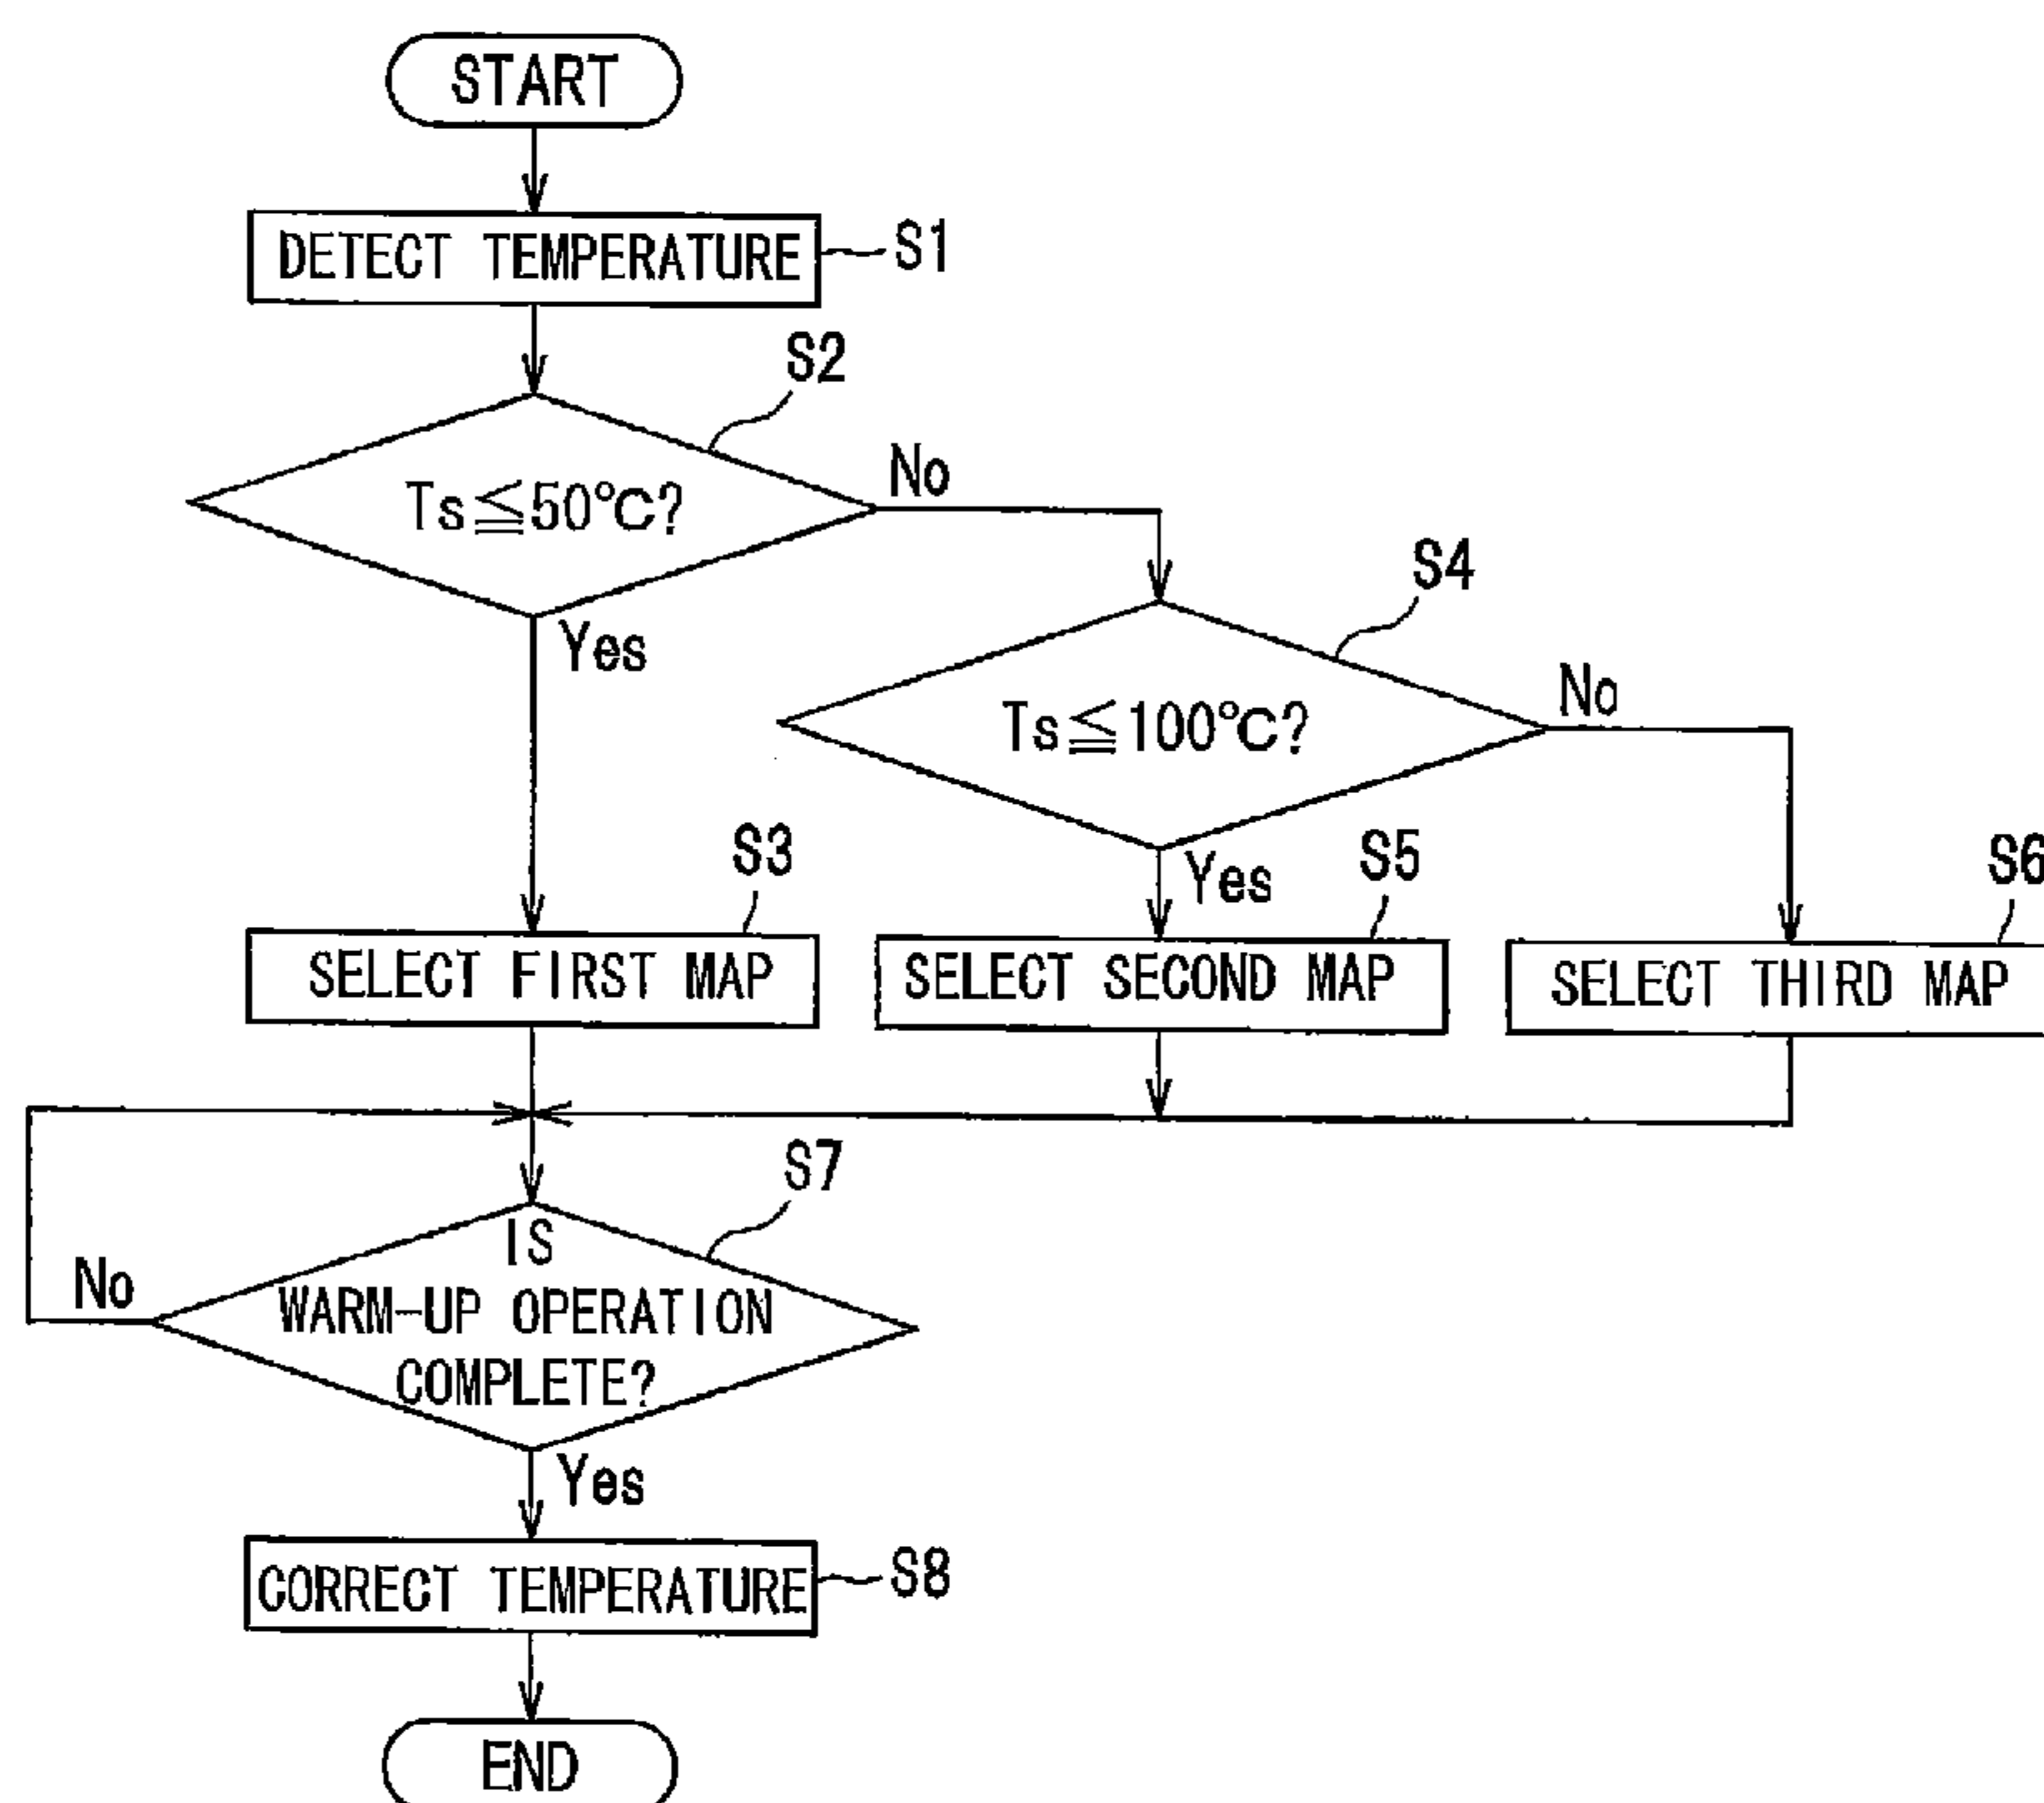 START
DETECT TEMPERATURE
S1
S2
Ts≦50℃?
No
Yes
S4
Ts≦100℃?
No
Yes
S3
SELECT FIRST MAP
S5
SELECT SECOND MAP
S6
SELECT THIRD MAP
S7
IS
WARM-UP OPERATION
COMPLETE?
No
Yes
CORRECT TEMPERATURE
S8
END